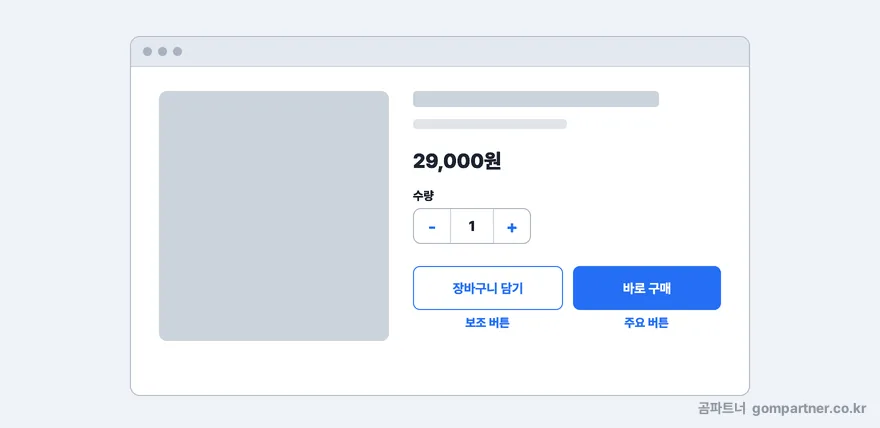 29,000원
수량
- 1 +
장바구니 담기 바로 구매
보조 버튼 주요 버튼
곰파트너 gompartner.co.kr